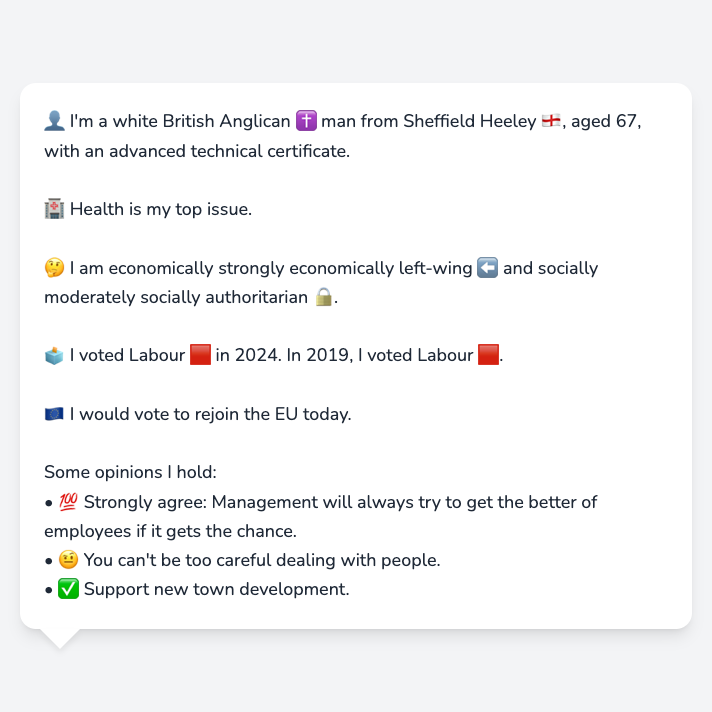 👤 I'm a white British Anglican ✝️ man from Sheffield Heeley 🏴󠁧󠁢󠁥󠁮󠁧󠁿, aged 67,
with an advanced technical certificate.
🏥 Health is my top issue.
🤔 I am economically strongly economically left-wing ⬅️ and socially
moderately socially authoritarian 🔒.
🗳️ I voted Labour 🟥 in 2024. In 2019, I voted Labour 🟥.
🇪🇺 I would vote to rejoin the EU today.
Some opinions I hold:
• 💯 Strongly agree: Management will always try to get the better of
employees if it gets the chance.
• 🤨 You can't be too careful dealing with people.
• ✅ Support new town development.